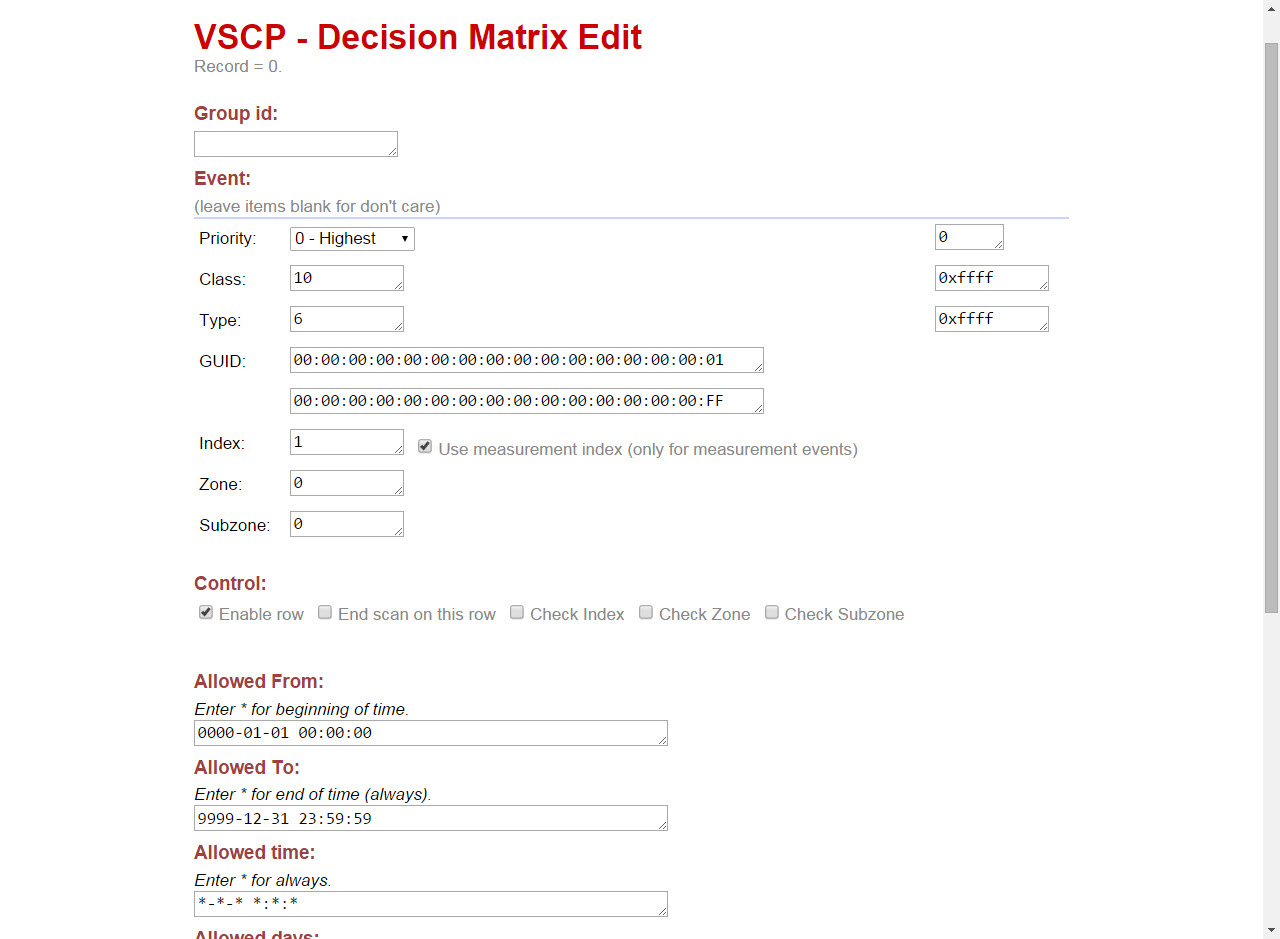 VSCP - Decision Matrix Edit
Record = 0.
Group id:
Event:
(leave items blank for don't care)
Priority: 0 - Highest 0
Class: 10 0xffff
Type: 6 0xffff
GUID: 00:00:00:00:00:00:00:00:00:00:00:00:00:00:00:01
00:00:00:00:00:00:00:00:00:00:00:00:00:00:00:FF
Index: 1 Use measurement index (only for measurement events)
Zone: 0
Subzone: 0
Control:
Enable row End scan on this row Check Index Check Zone Check Subzone
Allowed From:
Enter * for beginning of time.
0000-01-01 00:00:00
Allowed To:
Enter * for end of time (always).
9999-12-31 23:59:59
Allowed time:
Enter * for always.
*-*-* *:*:*
Allowed days: